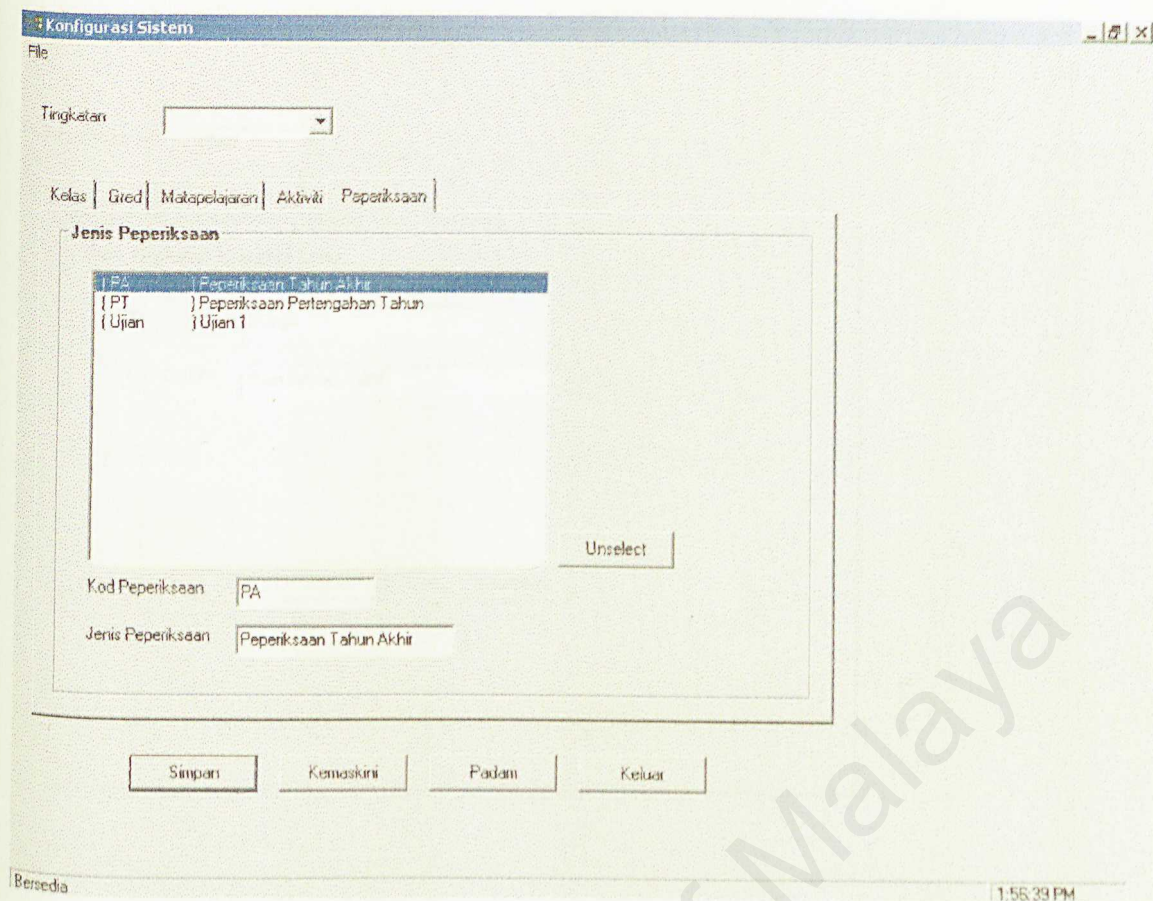 Konfigurasi Sistem
File
Tingkatan
Kelas Gred Matapelajaran Aktiviti Peperiksaan
Jenis Peperiksaan
{ PA } Peperiksaan Tahun Akhir
{ PT } Peperiksaan Pertengahan Tahun
{ Ujian } Ujian 1
Unselect
Kod Peperiksaan PA
Jenis Peperiksaan Peperiksaan Tahun Akhir
Simpan Kemaskini Padam Keluar
Bersedia 1:56:39 PM
Malaya